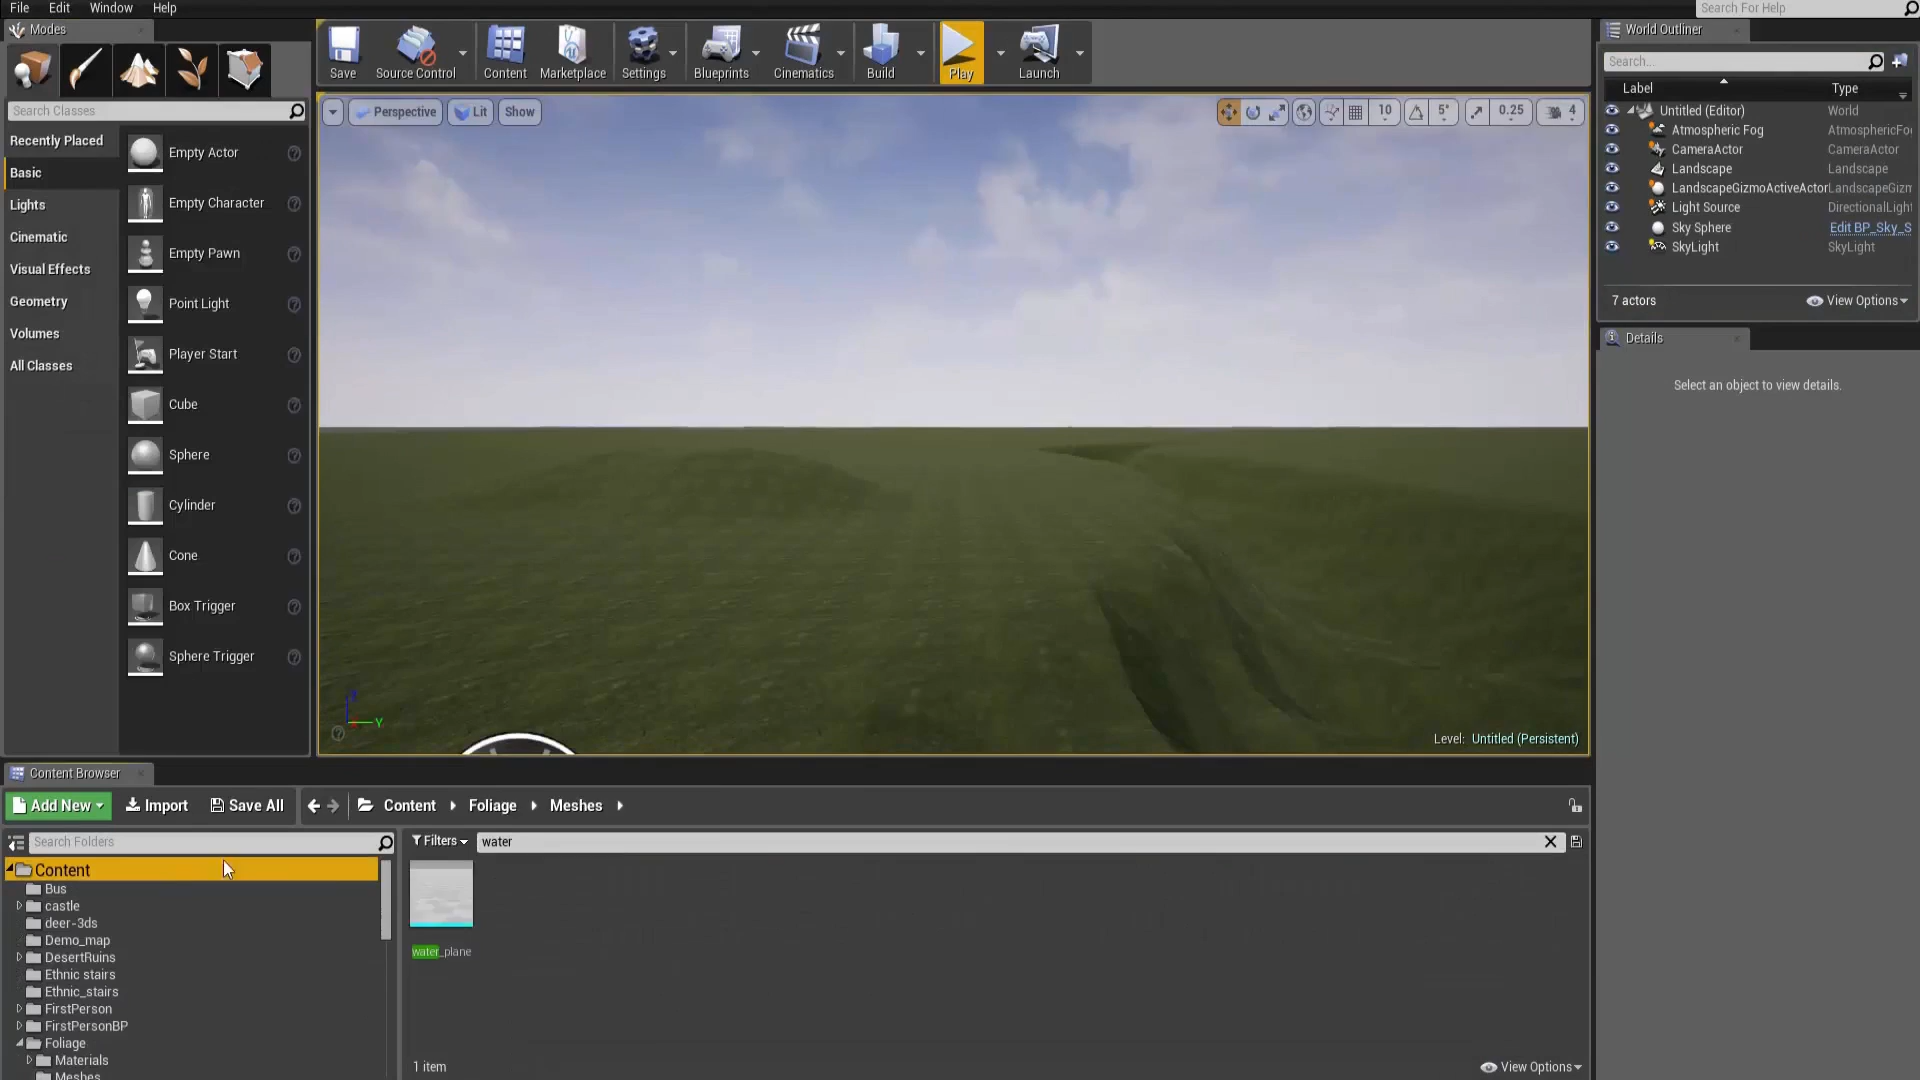 File Edit Window Help
Search For Help
Modes
Search Classes
Recently Placed
Basic
Lights
Cinematic
Visual Effects
Geometry
Volumes
All Classes
Empty Actor
Empty Character
Empty Pawn
Point Light
Player Start
Cube
Sphere
Cylinder
Cone
Box Trigger
Sphere Trigger
Save Source Control Content Marketplace Settings Blueprints Cinematics Build Play Launch
Perspective Lit Show
10 5° 0.25 4
Y
Level: Untitled (Persistent)
World Outliner
Search...
Label Type
Untitled (Editor) World
Atmospheric Fog AtmosphericFo
CameraActor CameraActor
Landscape Landscape
LandscapeGizmoActiveActor LandscapeGizm
Light Source DirectionalLight
Sky Sphere Edit BP_Sky_S
SkyLight SkyLight
7 actors View Options
Details
Select an object to view details.
Content Browser
Add New Import Save All Content Foliage Meshes
Search Folders
Filters water
Content
Bus
castle
deer-3ds
Demo_map
DesertRuins
Ethnic stairs
Ethnic_stairs
FirstPerson
FirstPersonBP
Foliage
Materials
Meshes
water_plane
1 item View Options